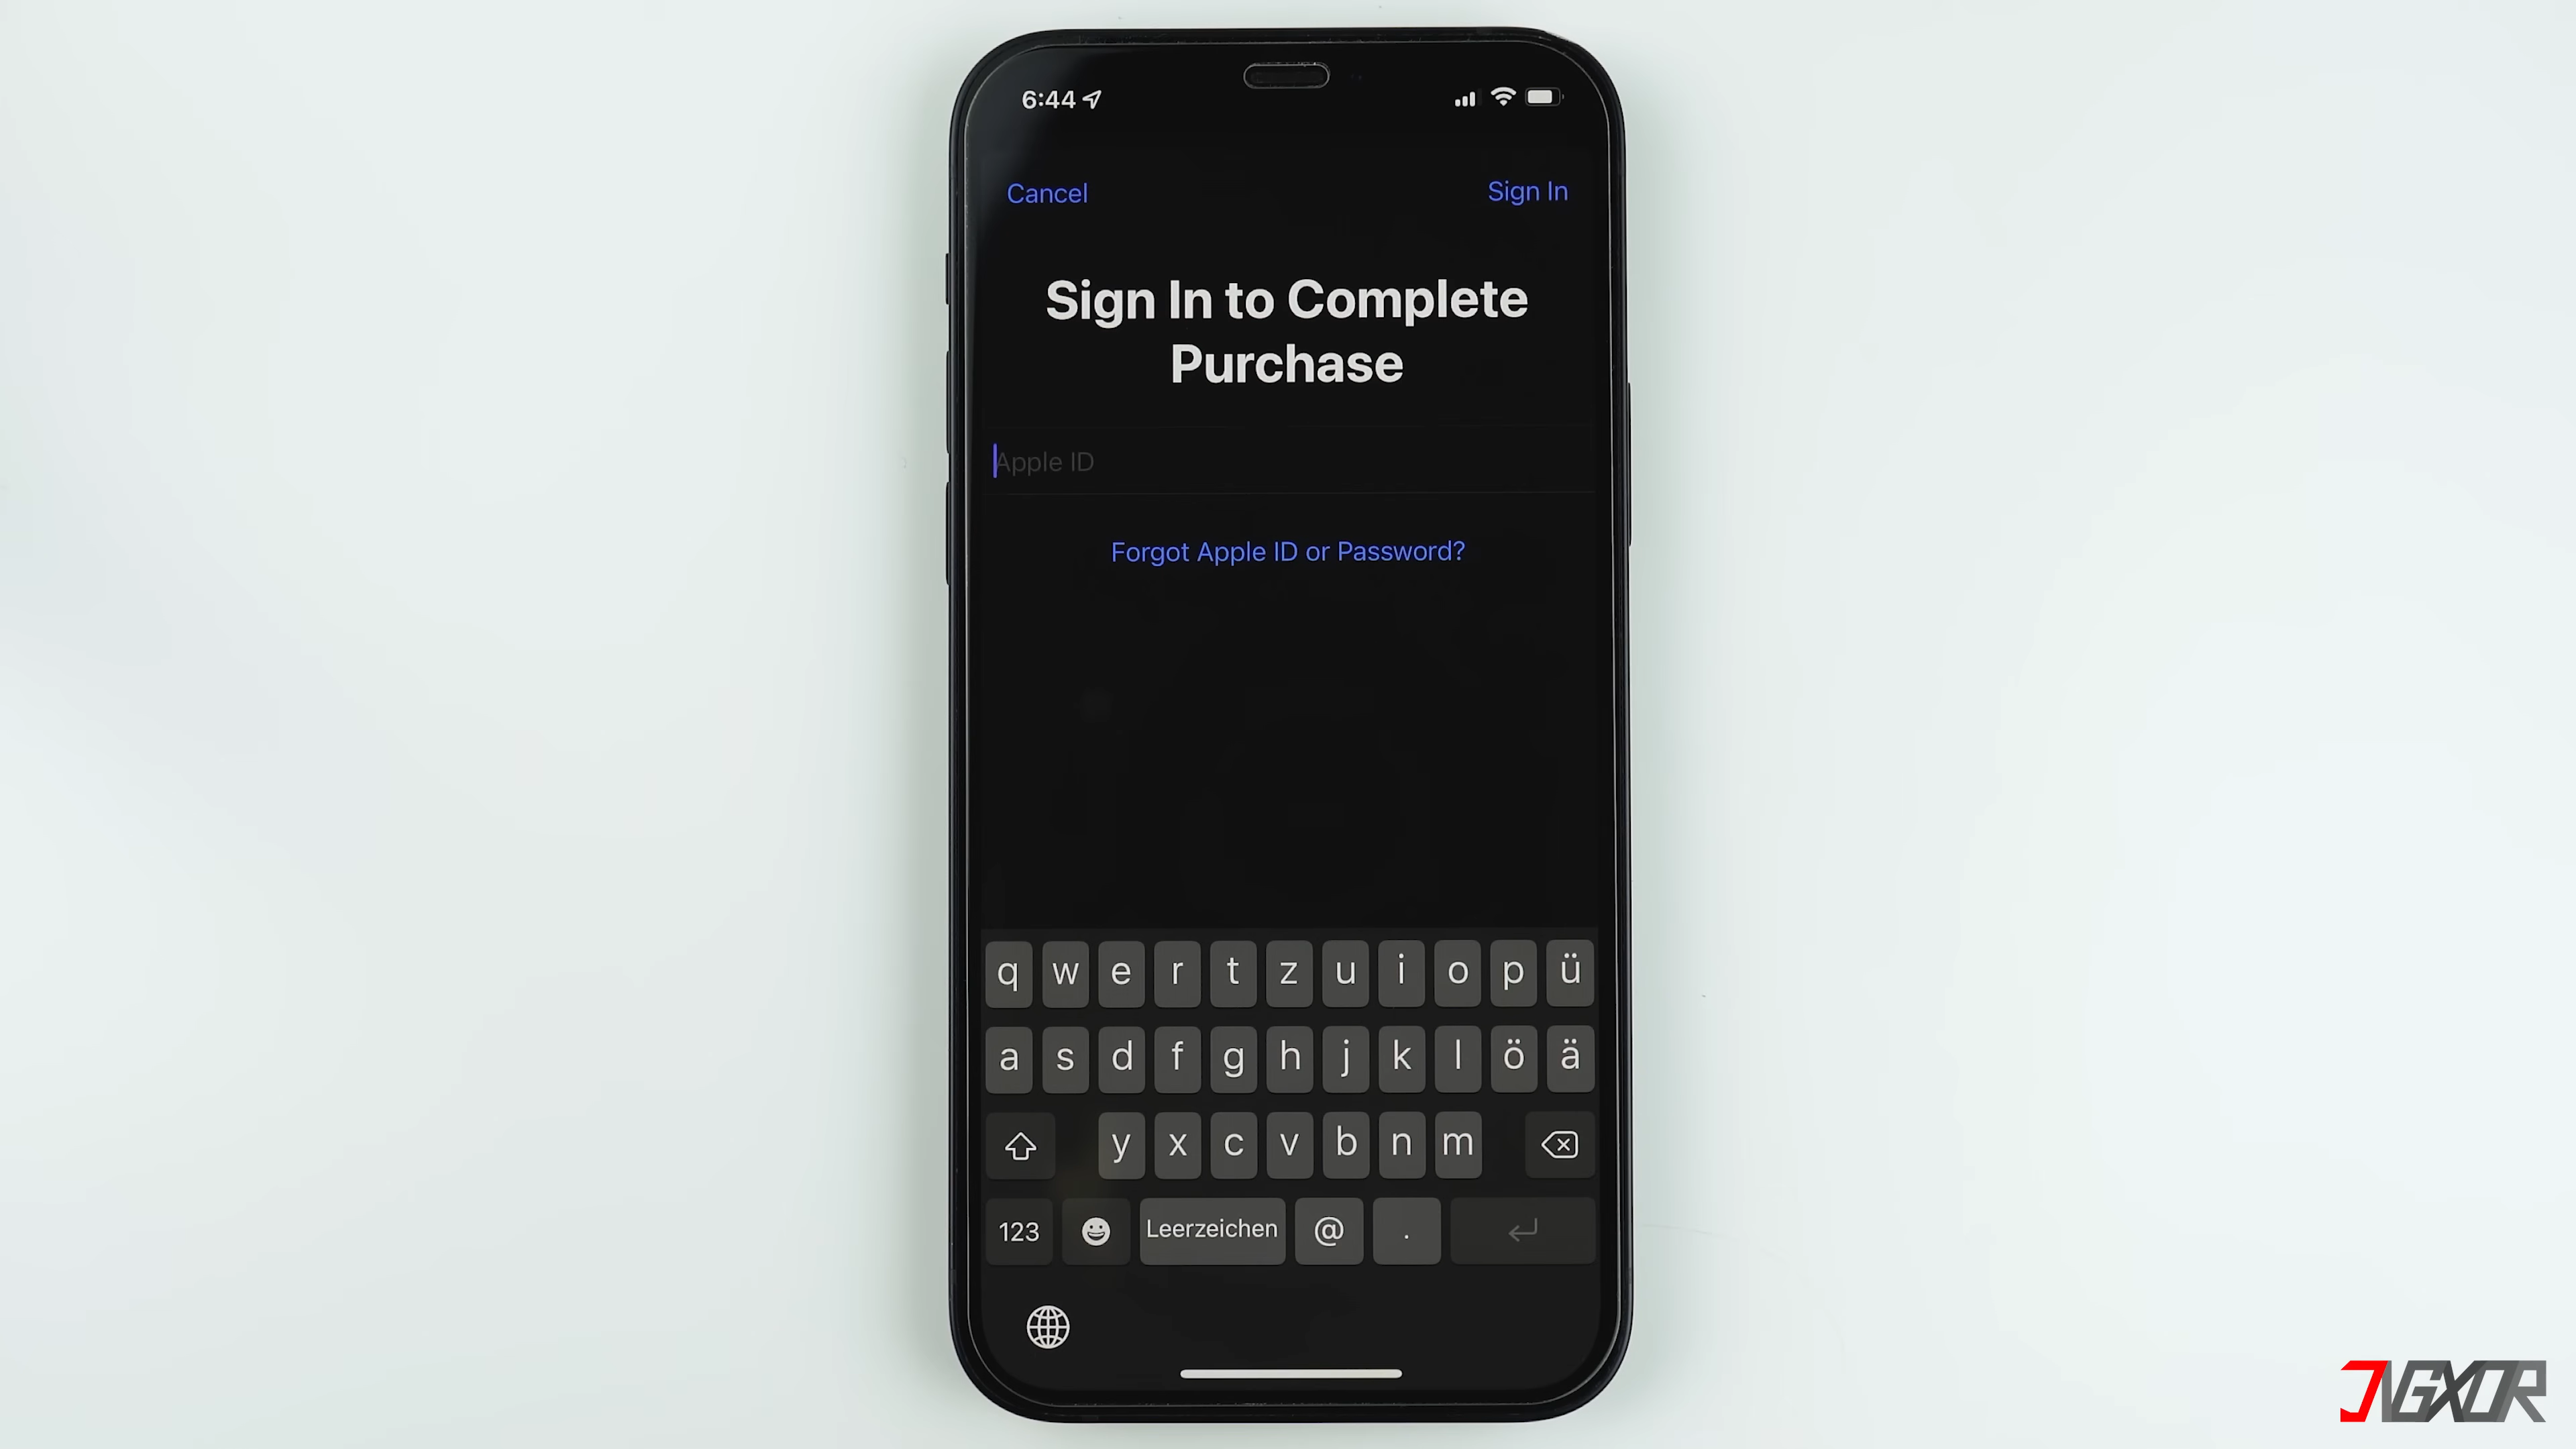 6:44
Cancel
Sign In
Sign In to Complete
Purchase
Apple ID
Forgot Apple ID or Password?
q w e r t z u i o p ü
a s d f g h j k l ö ä
y x c v b n m
123 Leerzeichen @ .
JNGXOR